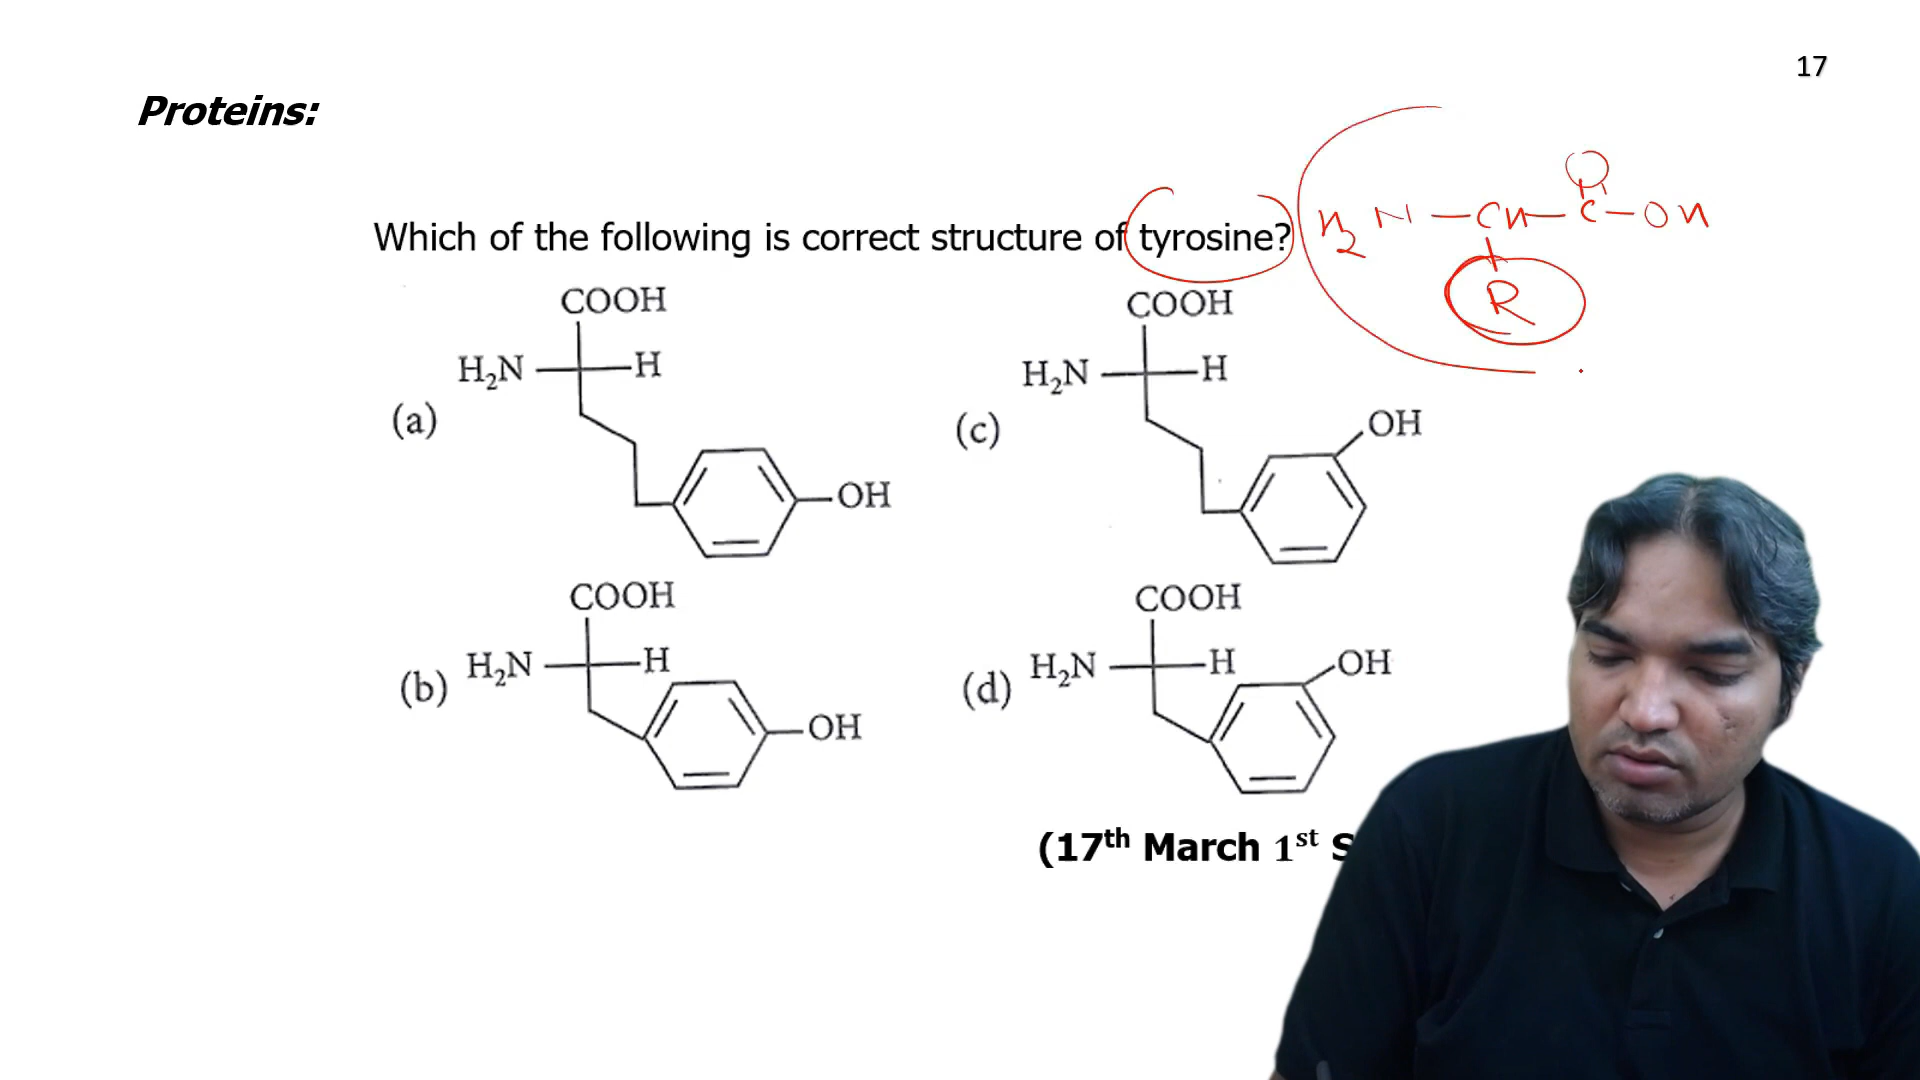 17
Proteins:
Which of the following is correct structure of tyrosine?
H₂N — CH — C — OH
O
R
(a)
COOH
H₂N
H
OH
(c)
COOH
H₂N
H
OH
(b)
COOH
H₂N
H
OH
(d)
COOH
H₂N
H
OH
(17th March 1st S